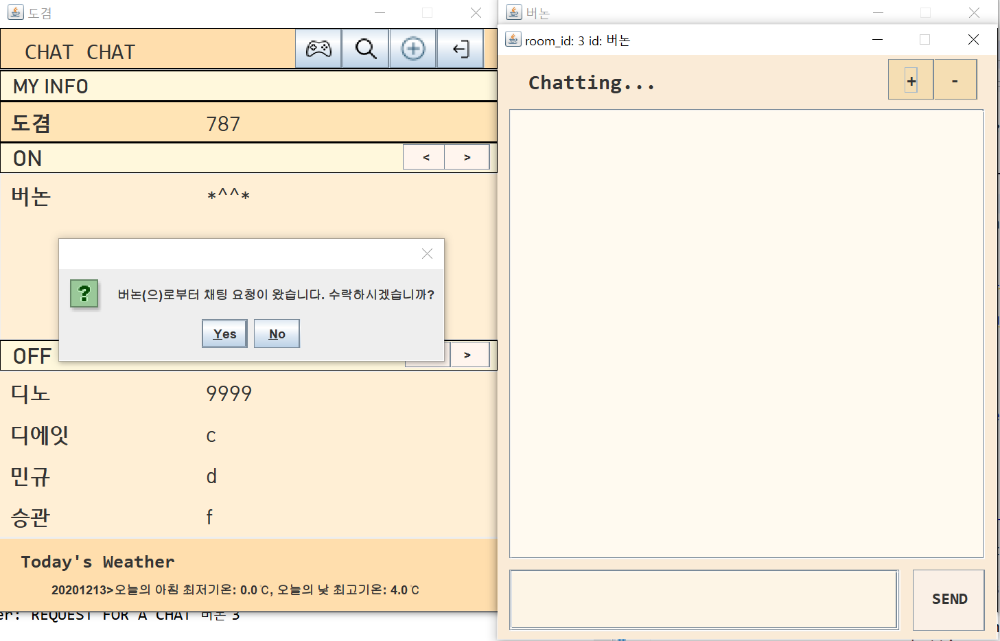 도겸
CHAT CHAT
MY INFO
도겸 787
ON < >
버논 *^^*
버논(으)로부터 채팅 요청이 왔습니다. 수락하시겠습니까?
Yes No
OFF >
디노 9999
디에잇 c
민규 d
승관 f
Today's Weather
20201213>오늘의 아침 최저기온: 0.0℃, 오늘의 낮 최고기온: 4.0℃
er: REQUEST FOR A CHAT 버논 3
버논
room_id: 3 id: 버논
Chatting...
+ -
SEND